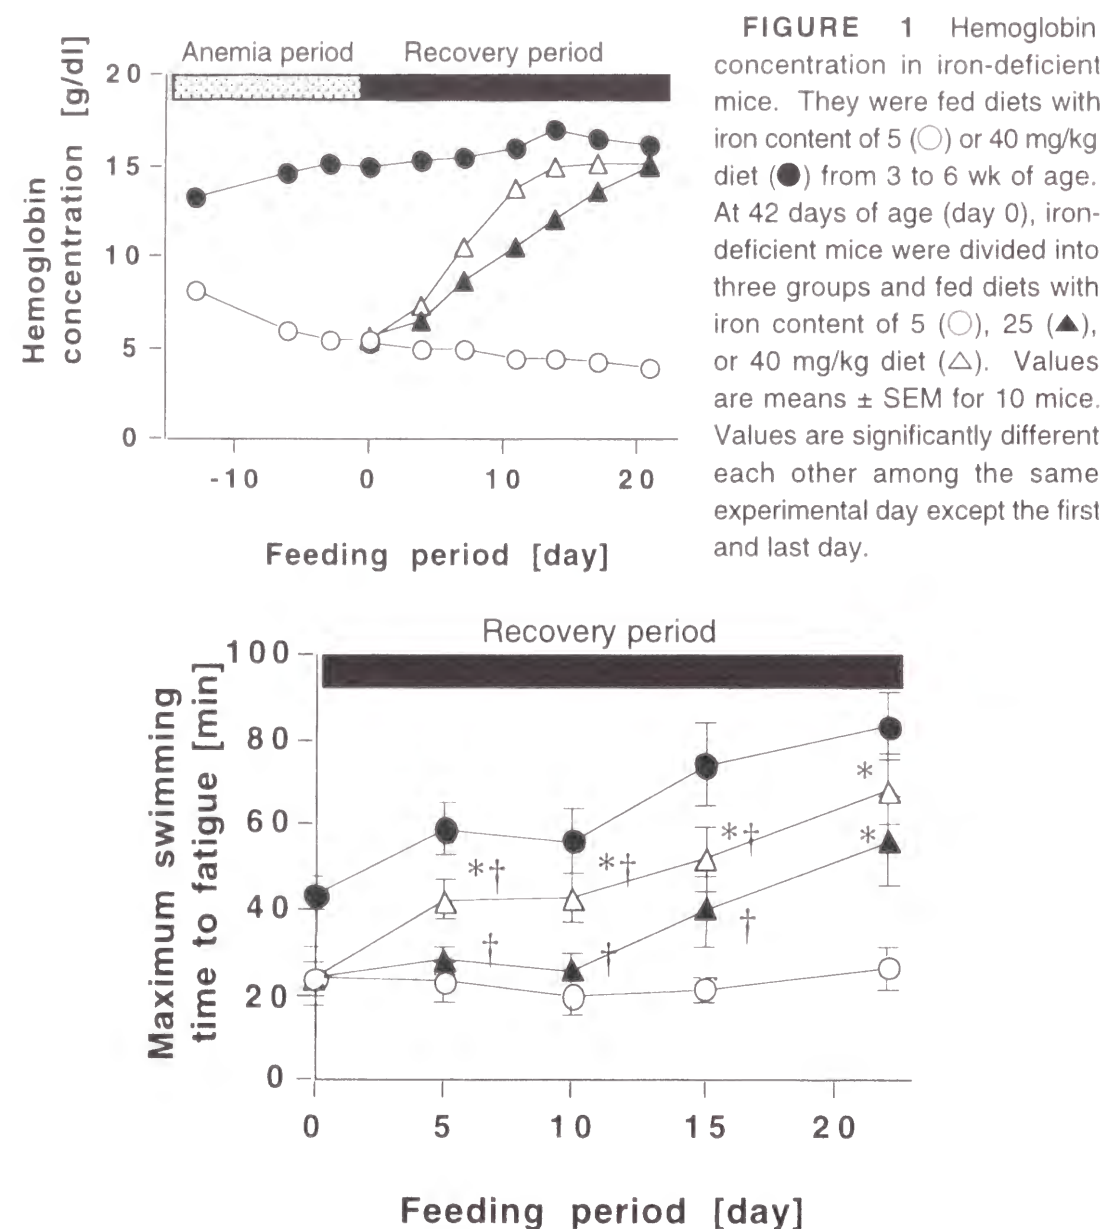 Anemia period Recovery period
Hemoglobin
concentration [g/dl]
20
15
10
5
0
-10 0 10 20
Feeding period [day]
FIGURE 1 Hemoglobin
concentration in iron-deficient
mice. They were fed diets with
iron content of 5 (○) or 40 mg/kg
diet (●) from 3 to 6 wk of age.
At 42 days of age (day 0), iron-
deficient mice were divided into
three groups and fed diets with
iron content of 5 (○), 25 (▲),
or 40 mg/kg diet (△). Values
are means ± SEM for 10 mice.
Values are significantly different
each other among the same
experimental day except the first
and last day.
Recovery period
Maximum swimming
time to fatigue [min]
100
80
60
40
20
0
*†
*†
*†
*
*
†
†
†
0 5 10 15 20
Feeding period [day]